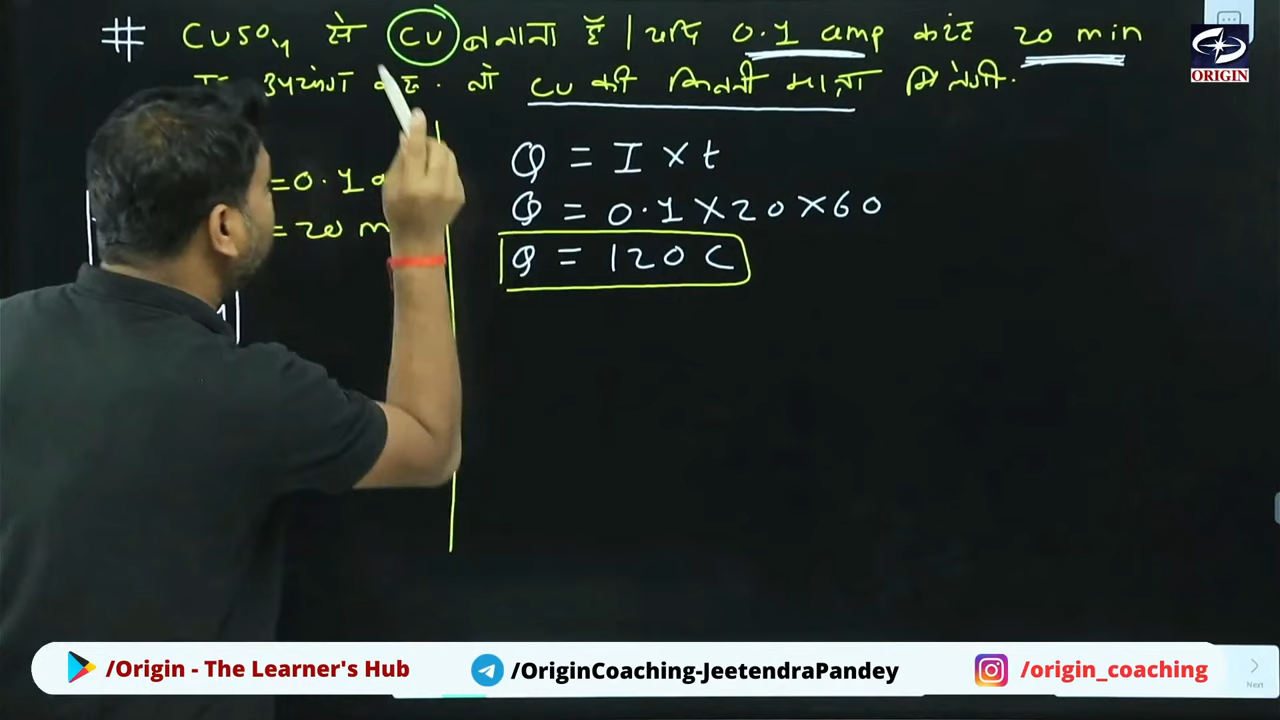 # CuSO4 से Cu बनाना है | यदि 0.1 amp करंट 20 min
उपयोग करें. तो Cu की कितनी मात्रा मिलेगी.
= 0.1
= 20 m
Q = I × t
Q = 0.1 × 20 × 60
Q = 120 C
ORIGIN
/Origin - The Learner's Hub
/OriginCoaching-JeetendraPandey
/origin_coaching
Next